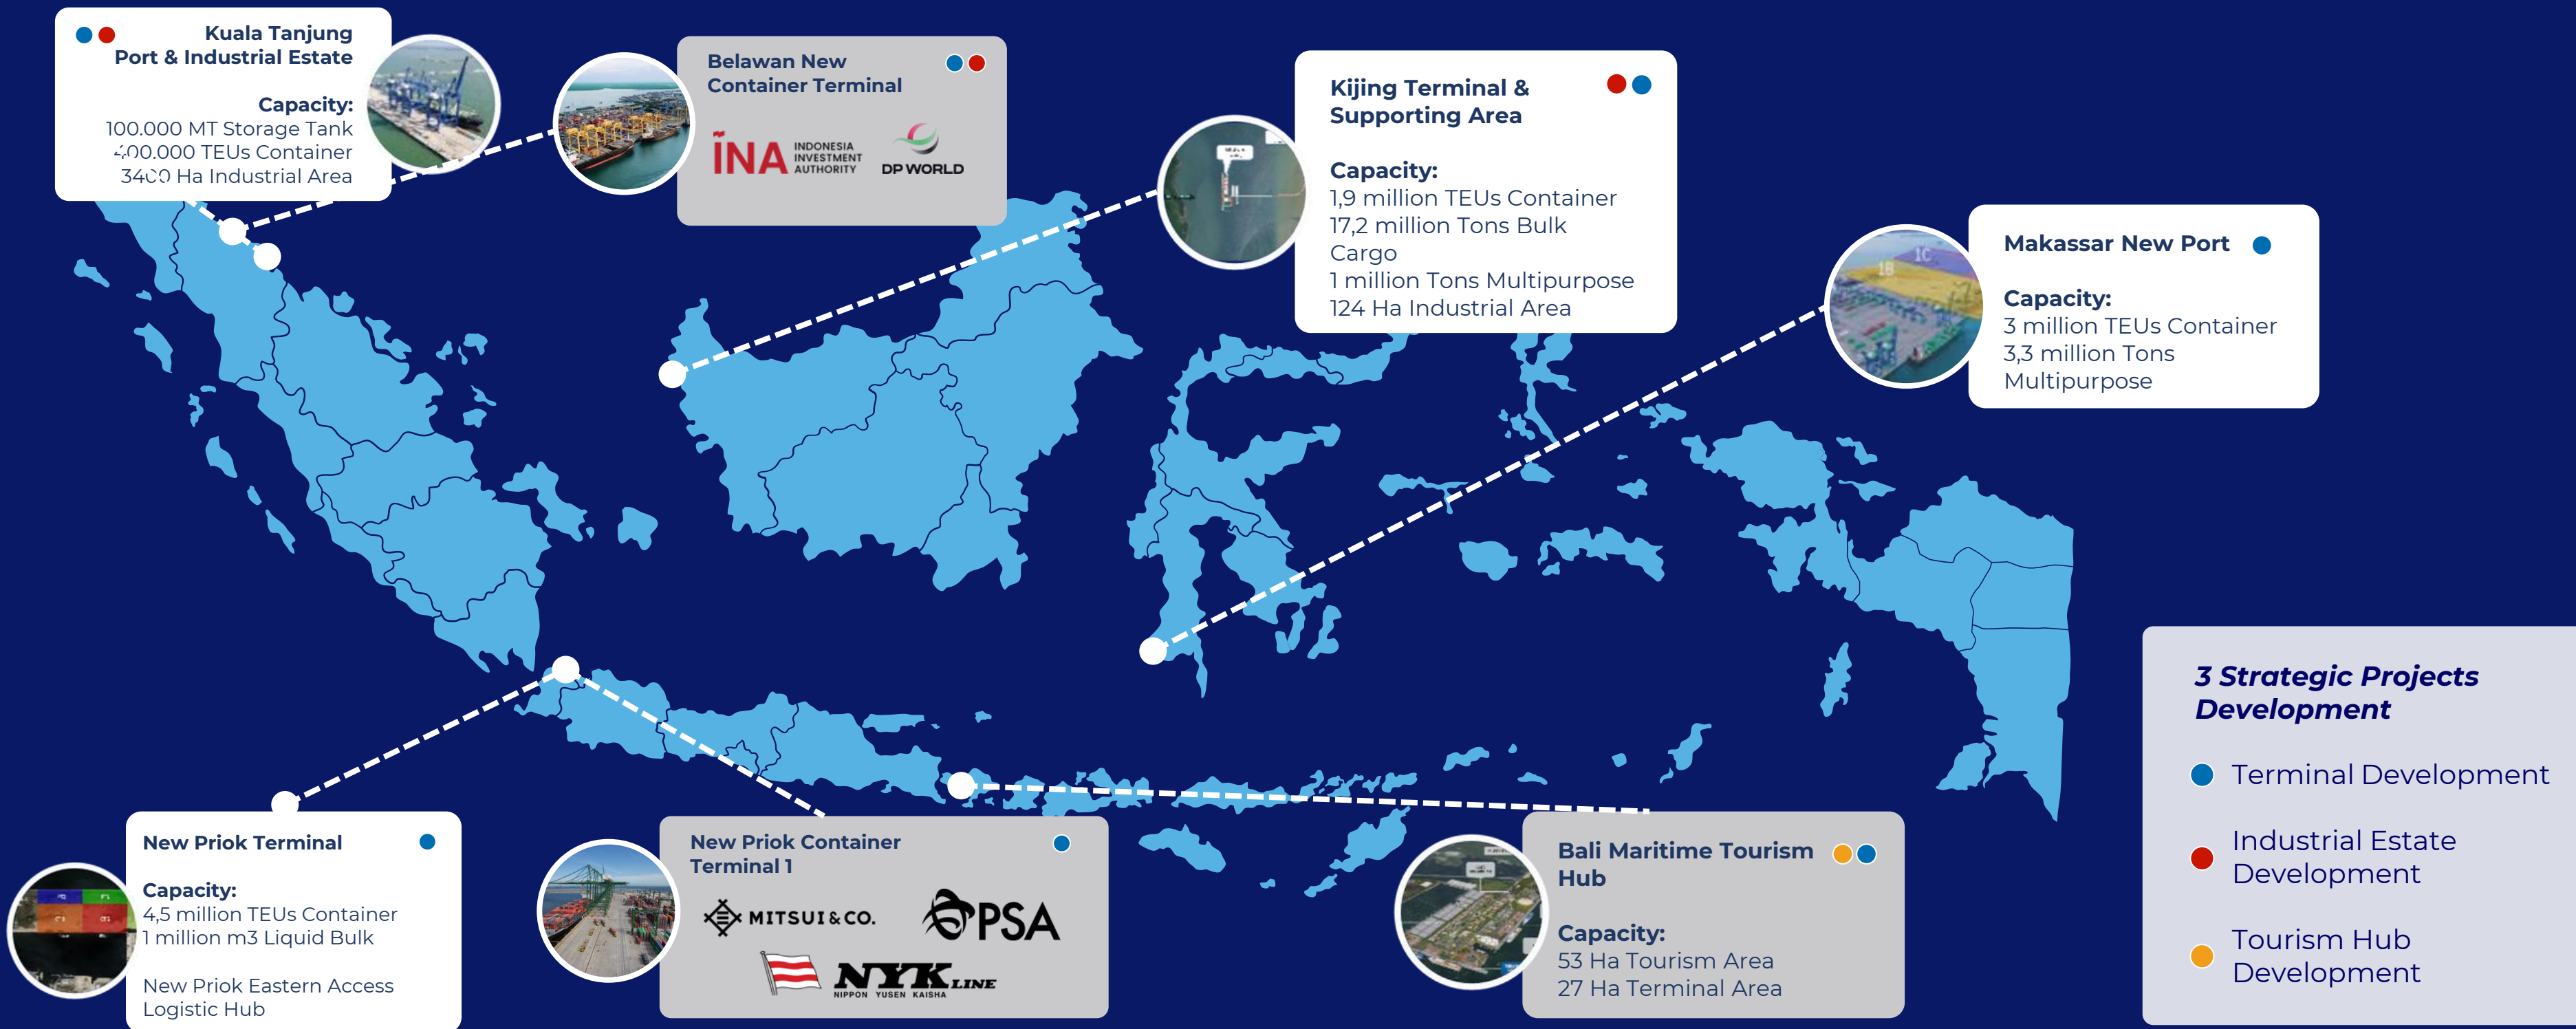 Kuala Tanjung
Port & Industrial Estate
Capacity:
100.000 MT Storage Tank
400.000 TEUs Container
3400 Ha Industrial Area
Belawan New
Container Terminal
INA
INDONESIA
INVESTMENT
AUTHORITY
DP WORLD
Kijing Terminal &
Supporting Area
Capacity:
1,9 million TEUs Container
17,2 million Tons Bulk
Cargo
1 million Tons Multipurpose
124 Ha Industrial Area
1B
1C
Makassar New Port
Capacity:
3 million TEUs Container
3,3 million Tons
Multipurpose
New Priok Terminal
Capacity:
4,5 million TEUs Container
1 million m3 Liquid Bulk
New Priok Eastern Access
Logistic Hub
New Priok Container
Terminal 1
MITSUI & CO.
PSA
NYK LINE
NIPPON YUSEN KAISHA
Bali Maritime Tourism
Hub
Capacity:
53 Ha Tourism Area
27 Ha Terminal Area
3 Strategic Projects
Development
Terminal Development
Industrial Estate
Development
Tourism Hub
Development